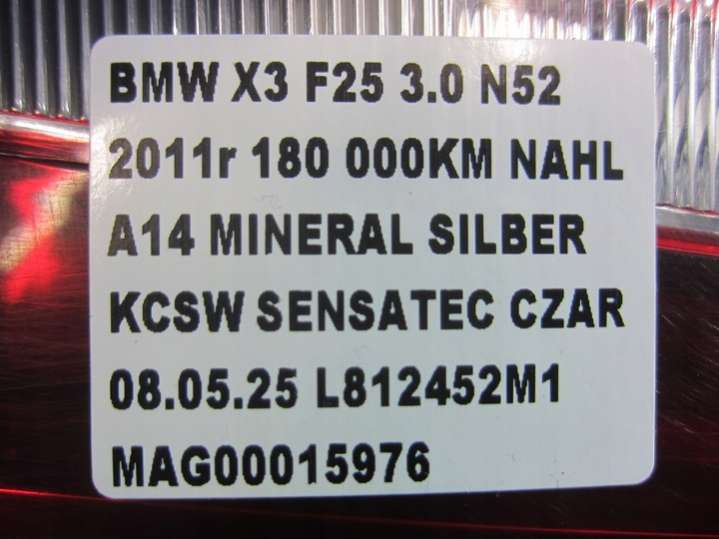 BMW X3 F25 3.0 N52
2011r 180 000KM NAHL
A14 MINERAL SILBER
KCSW SENSATEC CZAR
08.05.25 L812452M1
MAG00015976